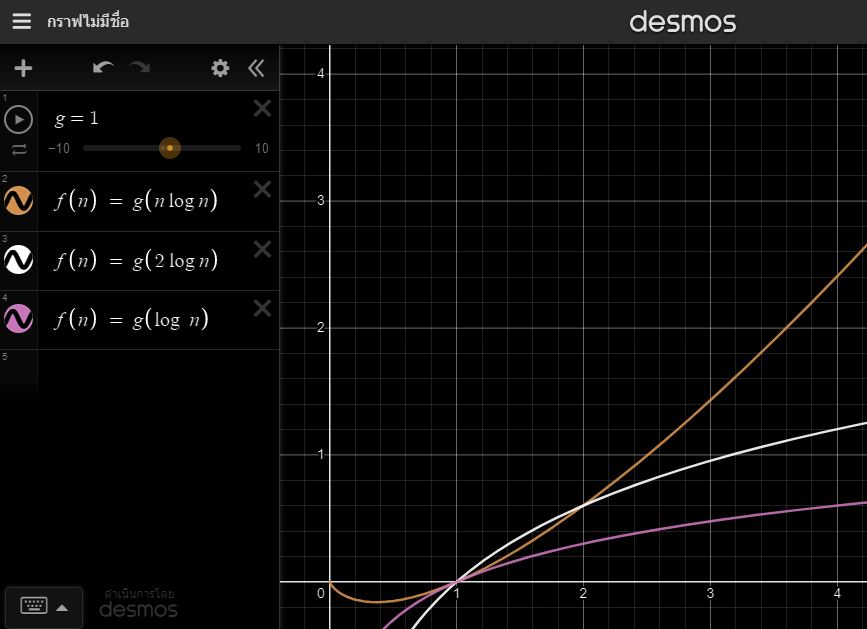 กราฟไม่มีชื่อ
desmos
1
g = 1
−10
10
2
f(n) = g(n log n)
3
f(n) = g(2 log n)
4
f(n) = g(log n)
5
ดำเนินการโดย
desmos
4
3
2
1
0
1
2
3
4